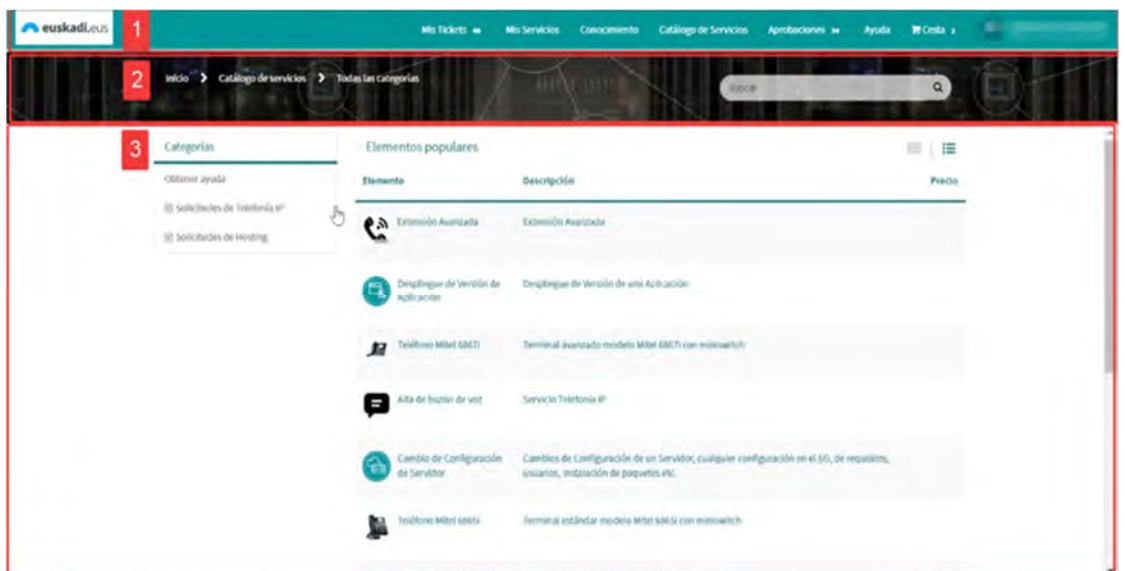 euskadi.eus
1
Mis Tickets
Mis Servicios
Conocimiento
Catálogo de Servicios
Aprobaciones
Ayuda
Cesta
2
Inicio
Catálogo de servicios
Todas las categorías
Buscar
3
Categorías
Obtener ayuda
Solicitudes de Telefonía IP
Solicitudes de Hosting
Elementos populares
Elemento Descripción Precio
Extensión Avanzada Extensión Avanzada
Despliegue de Versión de Despliegue de Versión de una Aplicación
Aplicación
Teléfono Mitel 6867i Terminal avanzado modelo Mitel 6867i con miniswitch
Alta de buzón de voz Servicio Telefonía IP
Cambio de Configuración Cambios de Configuración de un Servidor, cualquier configuración en el SO, de requisitos,
de Servidor usuarios, instalación de paquetes etc.
Teléfono Mitel 6865i Terminal estándar modelo Mitel 6865i con miniswitch